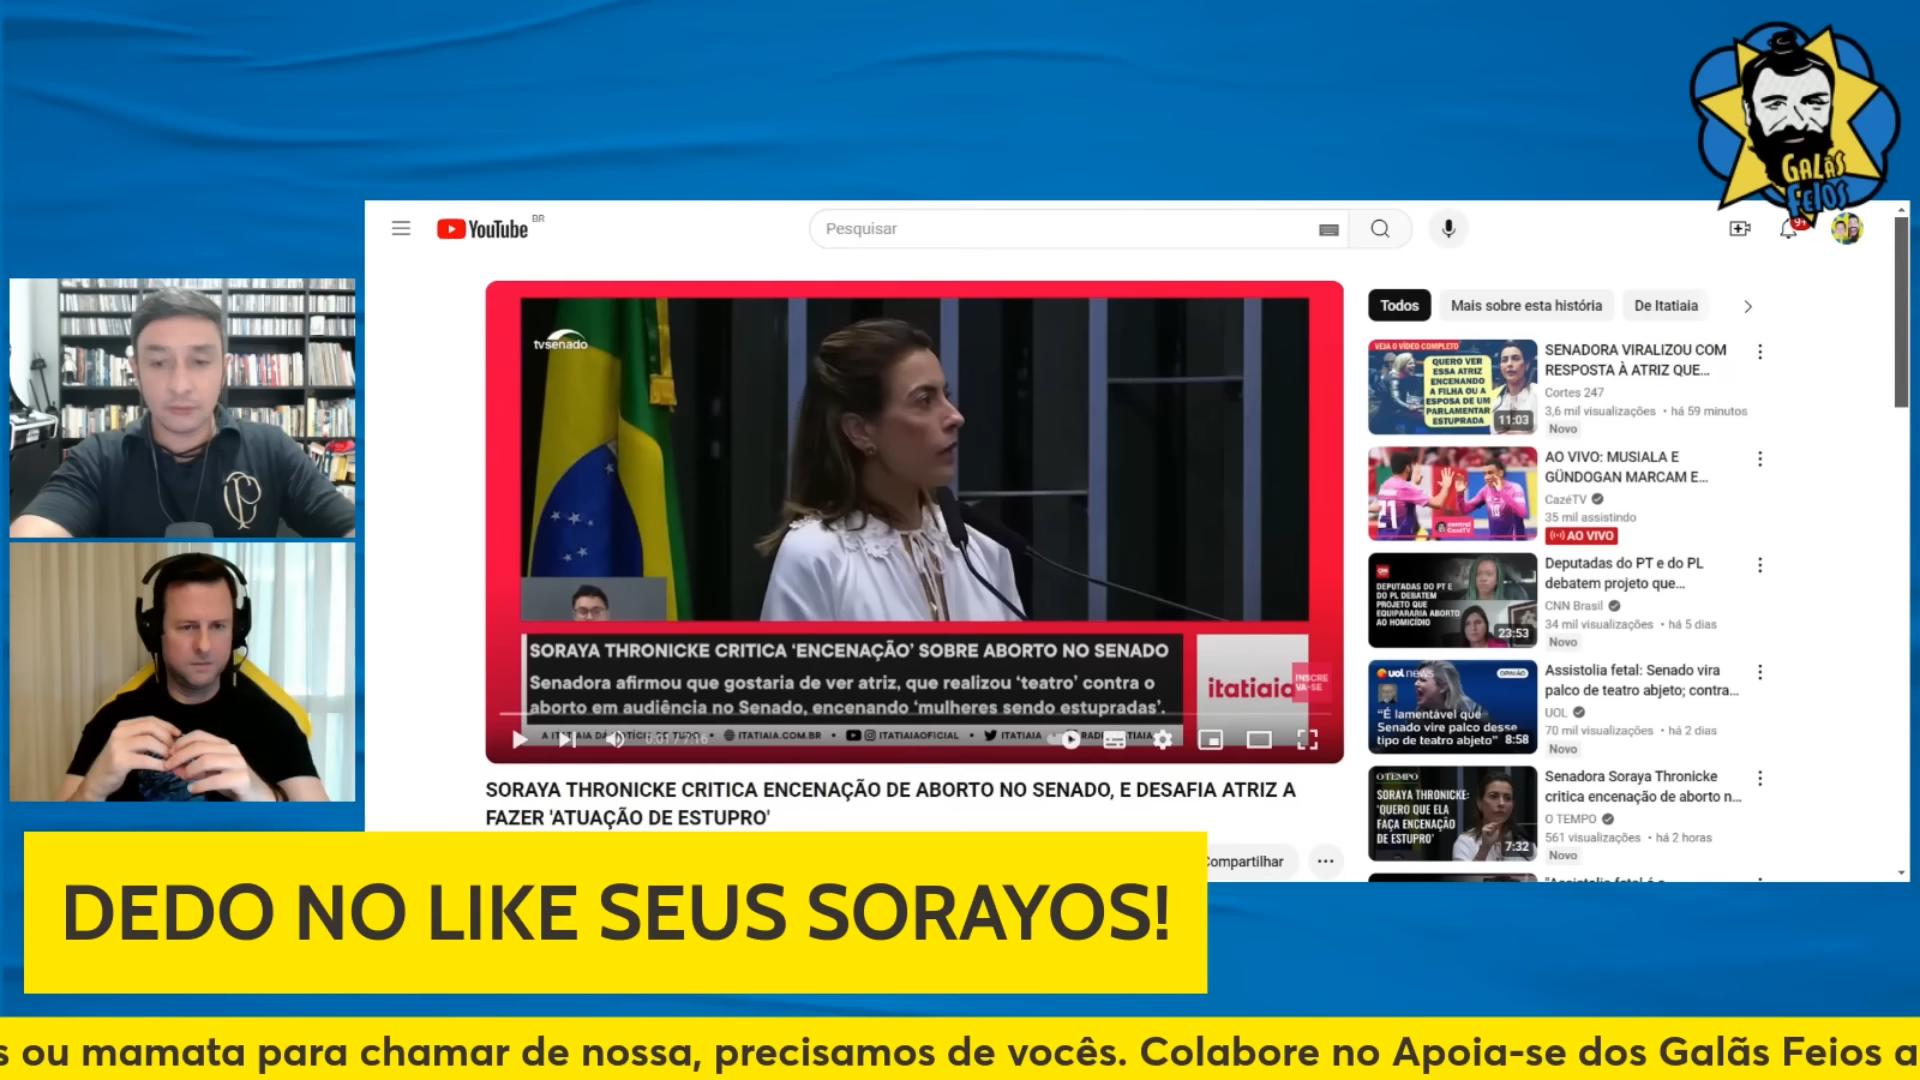 GALÃS
FEIOS
YouTube BR
Pesquisar
9+
tvsenado
SORAYA THRONICKE CRITICA ‘ENCENAÇÃO’ SOBRE ABORTO NO SENADO
Senadora afirmou que gostaria de ver atriz, que realizou ‘teatro’ contra o
aborto em audiência no Senado, encenando ‘mulheres sendo estupradas’.
itatiaia
INSCRE
VA-SE
ITATIAIA.COM.BR • ITATIAIAOFICIAL • ITATIAIA
SORAYA THRONICKE CRITICA ENCENAÇÃO DE ABORTO NO SENADO, E DESAFIA ATRIZ A
FAZER 'ATUAÇÃO DE ESTUPRO'
Compartilhar
Todos
Mais sobre esta história
De Itatiaia
VEJA O VÍDEO COMPLETO
QUERO VER
ESSA ATRIZ
ENCENANDO
A FILHA OU A
ESPOSA DE UM
PARLAMENTAR
ESTUPRADA
11:03
SENADORA VIRALIZOU COM
RESPOSTA À ATRIZ QUE...
Cortes 247
3,6 mil visualizações • há 59 minutos
Novo
AO VIVO: MUSIALA E
GÜNDOGAN MARCAM E...
CazéTV
35 mil assistindo
AO VIVO
DEPUTADAS DO PT E
DO PL DEBATEM
PROJETO QUE
EQUIPARARIA ABORTO
AO HOMICÍDIO
23:53
Deputadas do PT e do PL
debatem projeto que...
CNN Brasil
34 mil visualizações • há 5 dias
Novo
uol news
OPINIÃO
“É lamentável que
Senado vire palco desse
tipo de teatro abjeto”
8:58
Assistolia fetal: Senado vira
palco de teatro abjeto; contra...
UOL
70 mil visualizações • há 2 dias
Novo
O TEMPO
SORAYA THRONICKE:
'QUERO QUE ELA
FAÇA ENCENAÇÃO
DE ESTUPRO'
7:32
Senadora Soraya Thronicke
critica encenação de aborto n...
O TEMPO
561 visualizações • há 2 horas
Novo
DEDO NO LIKE SEUS SORAYOS!
s ou mamata para chamar de nossa, precisamos de vocês. Colabore no Apoia-se dos Galãs Feios a